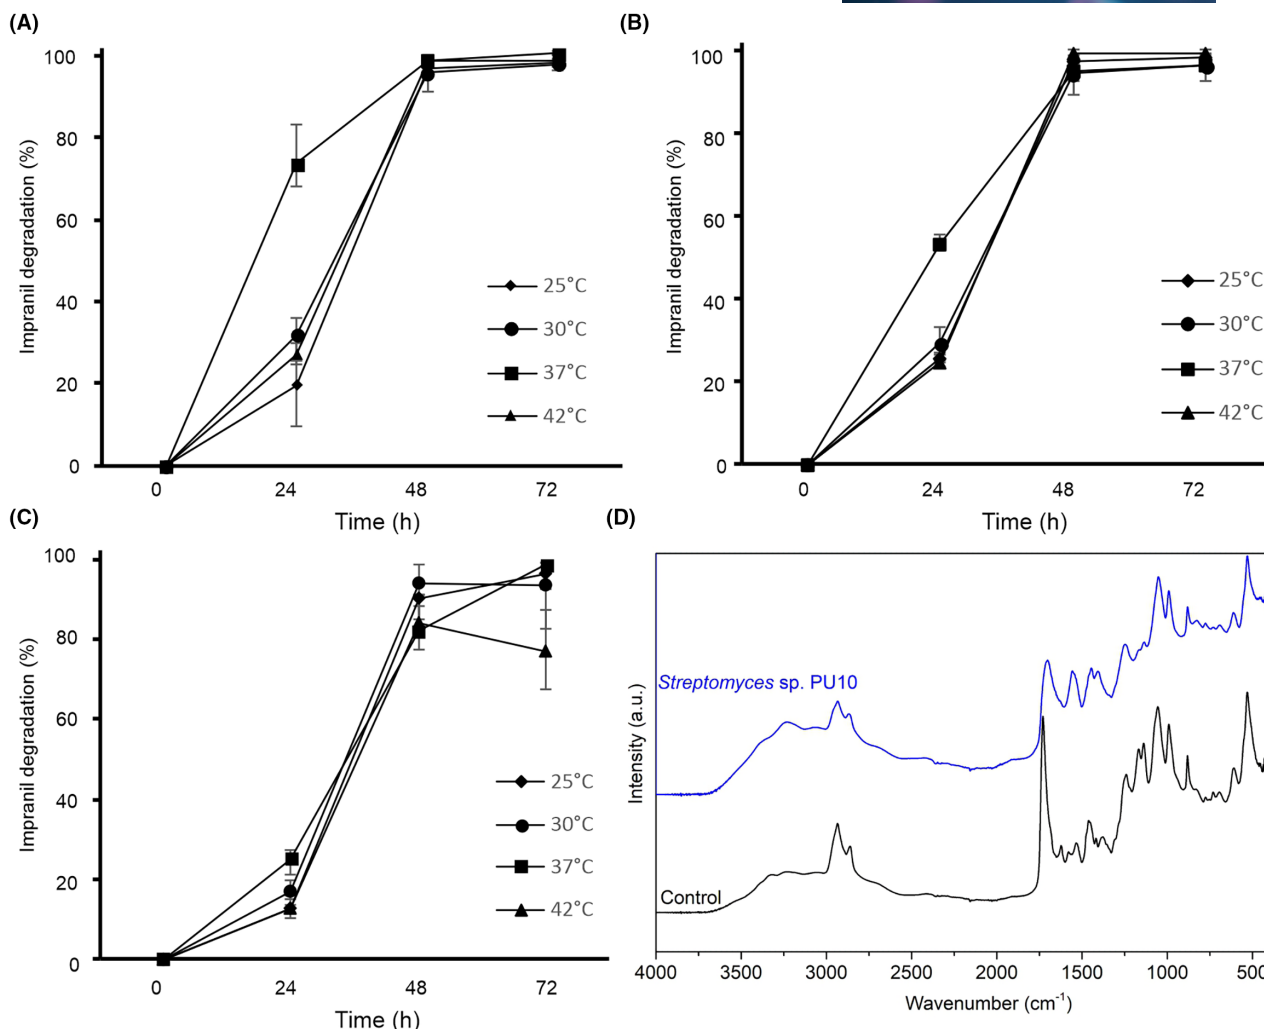 (A)
Impranil degradation (%)
100
80
60
40
20
0
0 24 48 72
Time (h)
25°C
30°C
37°C
42°C
(B)
Impranil degradation (%)
100
80
60
40
20
0
0 24 48 72
Time (h)
25°C
30°C
37°C
42°C
(C)
Impranil degradation (%)
100
80
60
40
20
0
0 24 48 72
Time (h)
25°C
30°C
37°C
42°C
(D)
Intensity (a.u.)
Streptomyces sp. PU10
Control
4000 3500 3000 2500 2000 1500 1000 500
Wavenumber (cm⁻¹)